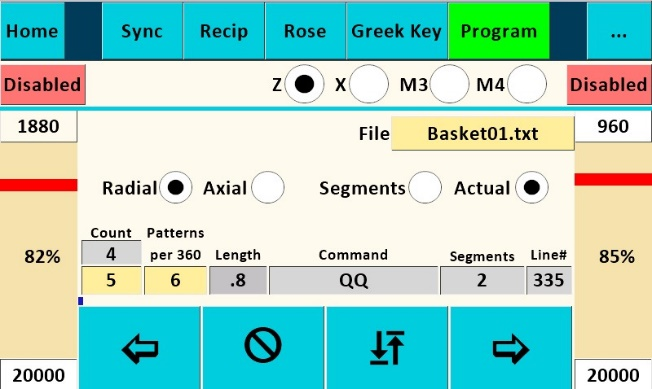 Home Sync Recip Rose Greek Key Program ...
Disabled Z X M3 M4 Disabled
1880 File Basket01.txt 960
Radial Axial Segments Actual
82% 85%
Count Patterns per 360 Length Command Segments Line#
4
5 6 .8 QQ 2 335
20000 20000